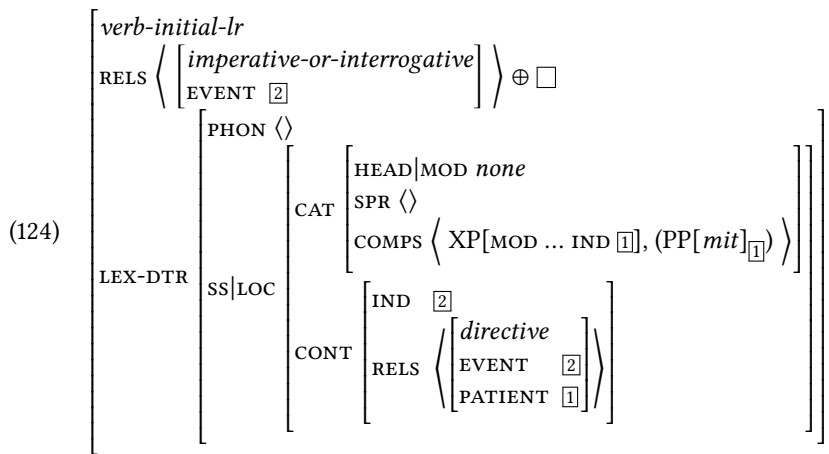 verb-initial-lr
RELS ⟨ [imperative-or-interrogative
EVENT [2]] ⟩ ⊕ □
PHON ⟨⟩
HEAD|MOD none
CAT SPR ⟨⟩
COMPS ⟨ XP[MOD … IND [1]], (PP[mit][1]) ⟩
(124)
LEX-DTR SS|LOC
IND [2]
directive
CONT RELS ⟨ EVENT [2] ⟩
PATIENT [1]